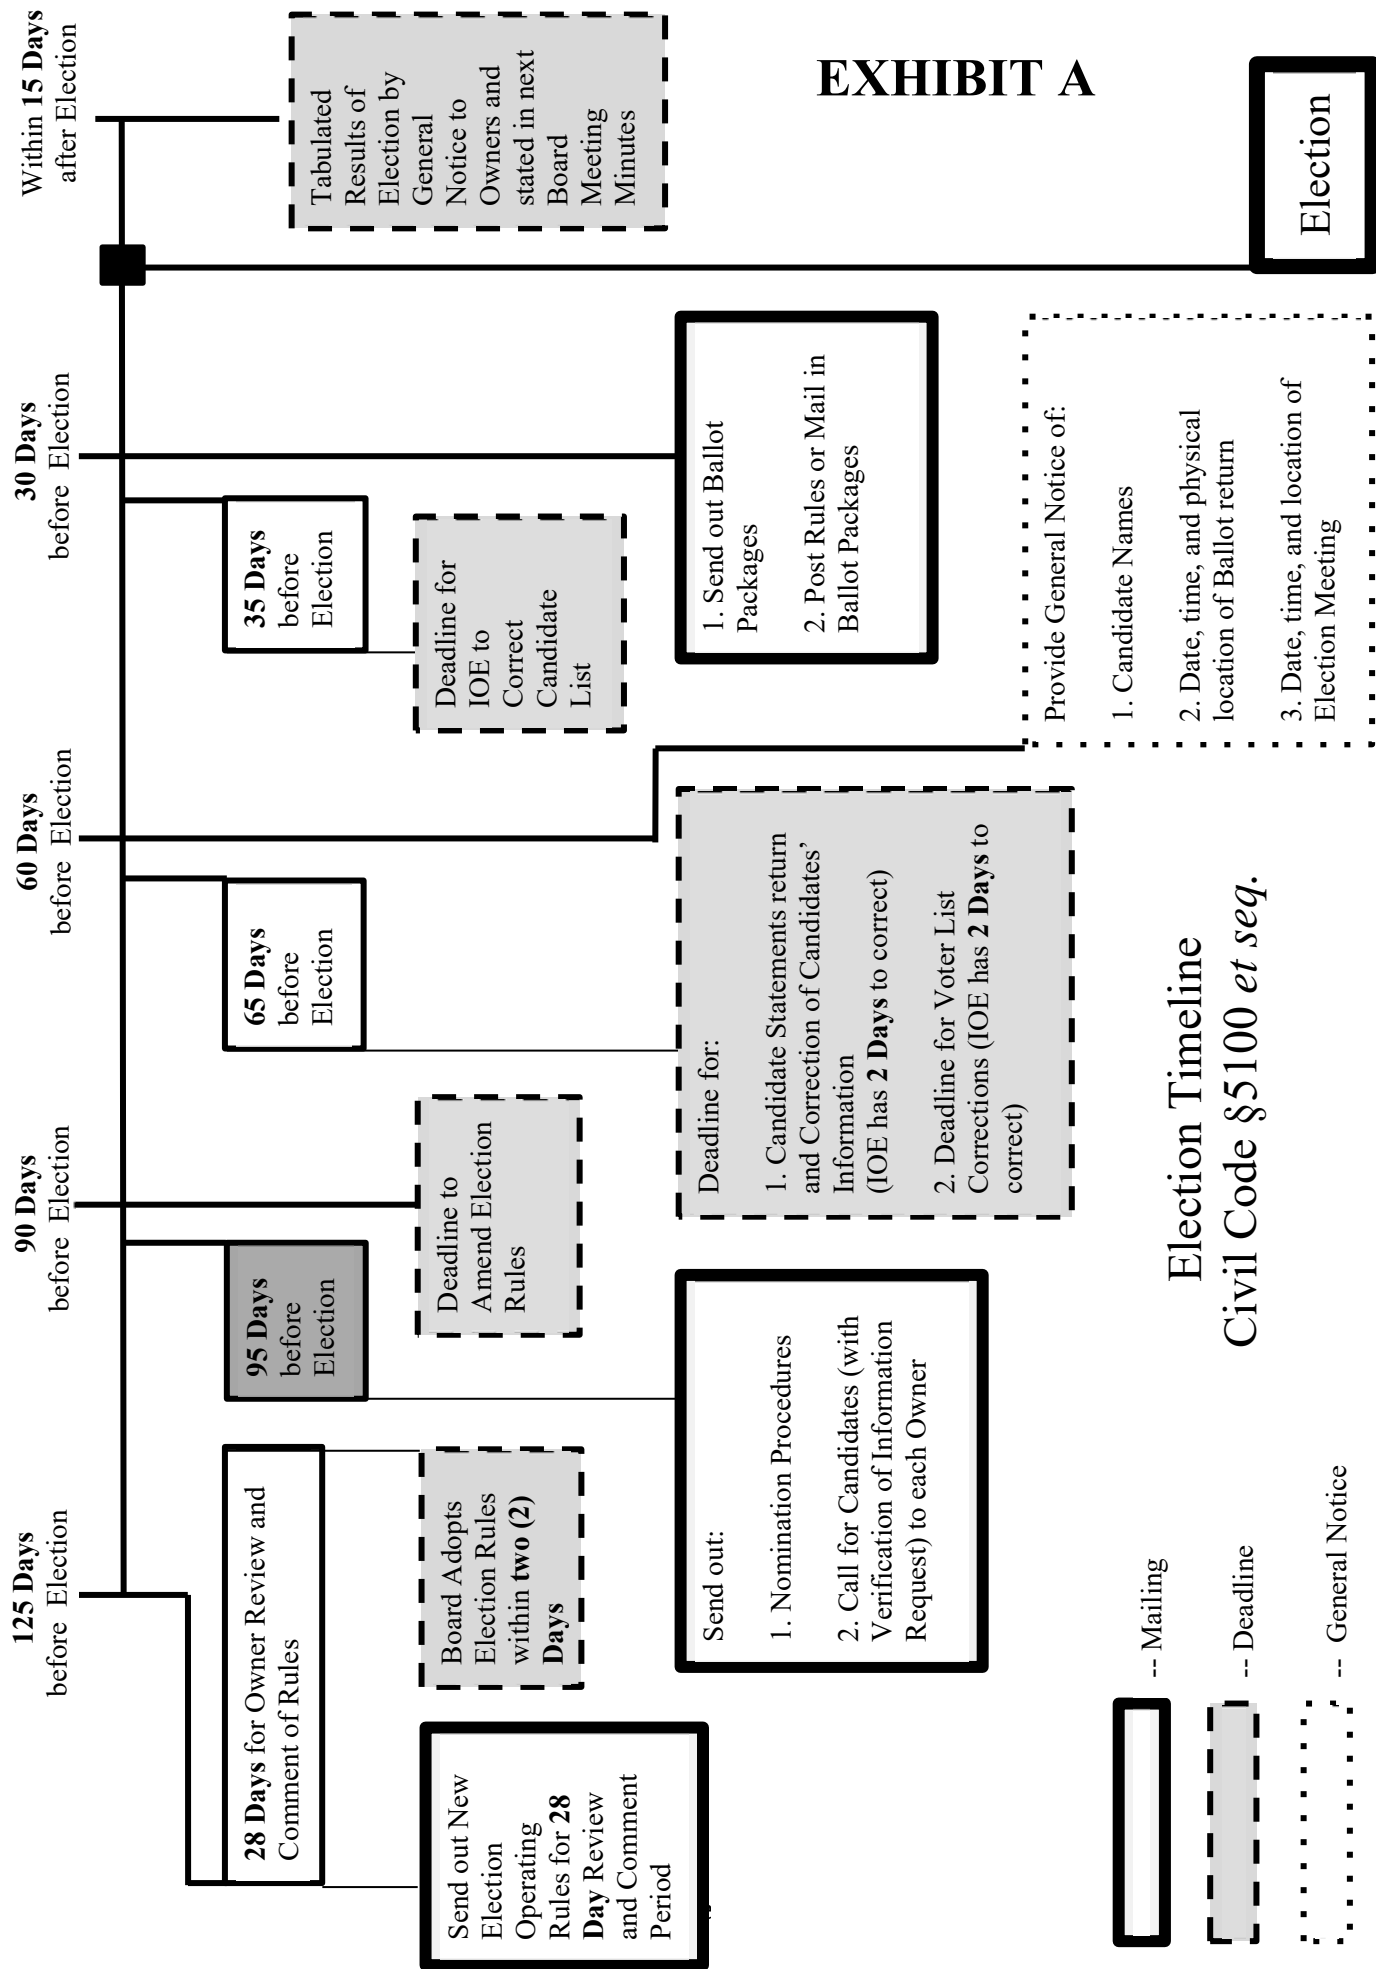 EXHIBIT A
125 Days
before Election
90 Days
before Election
60 Days
before Election
30 Days
before Election
Within 15 Days
after Election
28 Days for Owner Review and
Comment of Rules
95 Days
before
Election
65 Days
before
Election
35 Days
before
Election
Send out New
Election
Operating
Rules for 28
Day Review
and Comment
Period
Board Adopts
Election Rules
within two (2)
Days
Deadline to
Amend Election
Rules
Deadline for
IOE to
Correct
Candidate
List
Tabulated
Results of
Election by
General
Notice to
Owners and
stated in next
Board
Meeting
Minutes
Send out:
1. Nomination Procedures
2. Call for Candidates (with
Verification of Information
Request) to each Owner
Deadline for:
1. Candidate Statements return
and Correction of Candidates’
Information
(IOE has 2 Days to correct)
2. Deadline for Voter List
Corrections (IOE has 2 Days to
correct)
1. Send out Ballot
Packages
2. Post Rules or Mail in
Ballot Packages
Provide General Notice of:
1. Candidate Names
2. Date, time, and physical
location of Ballot return
3. Date, time, and location of
Election Meeting
Election
-- Mailing
-- Deadline
-- General Notice
Election Timeline
Civil Code §5100 et seq.